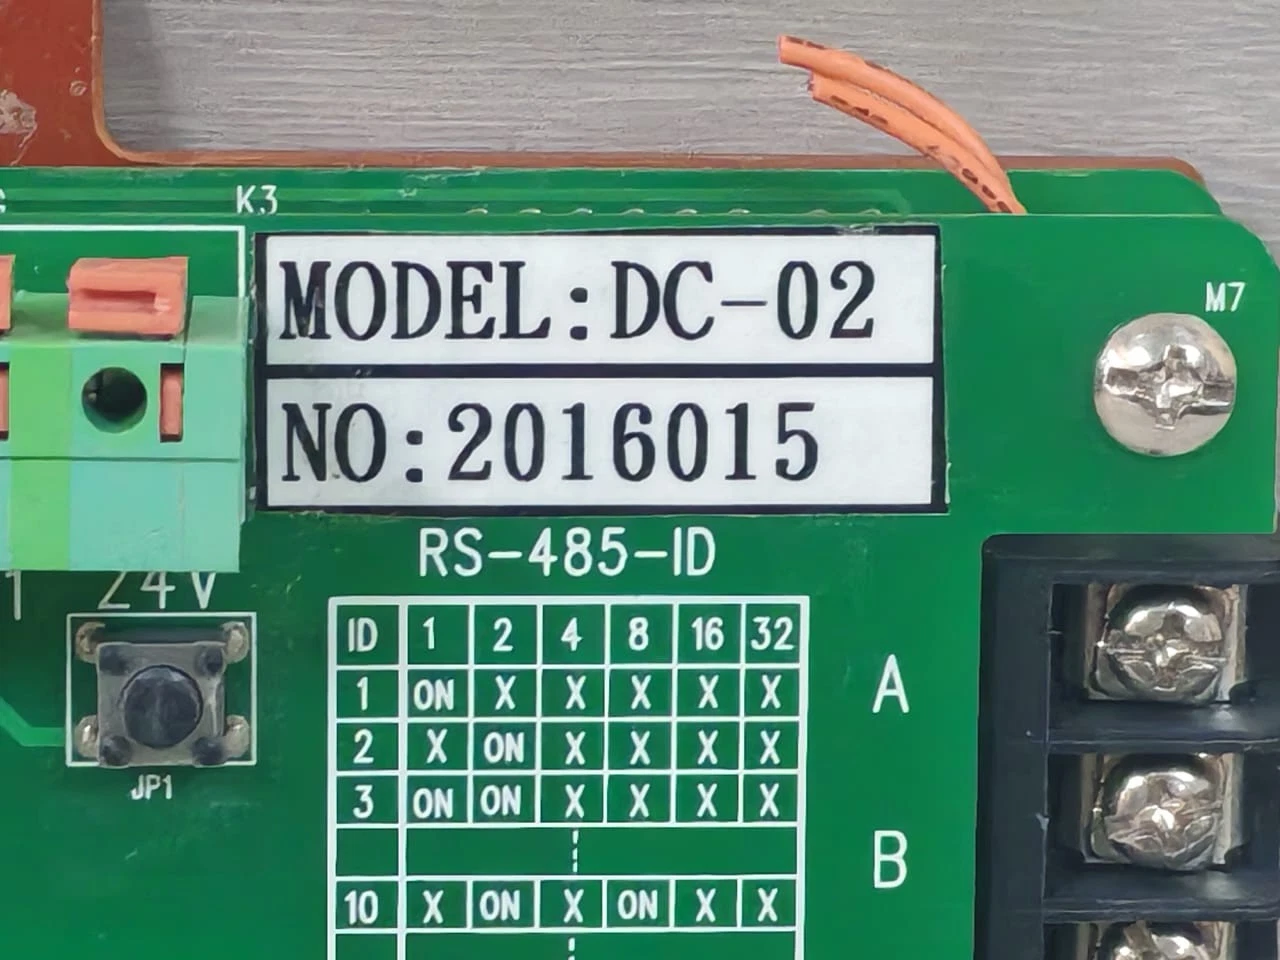 K3
MODEL:DC-02
M7
NO:2016015
RS-485-ID
24V
ID 1 2 4 8 16 32
1 ON X X X X X
2 X ON X X X X
3 ON ON X X X X
10 X ON X ON X X
A
B
JP1